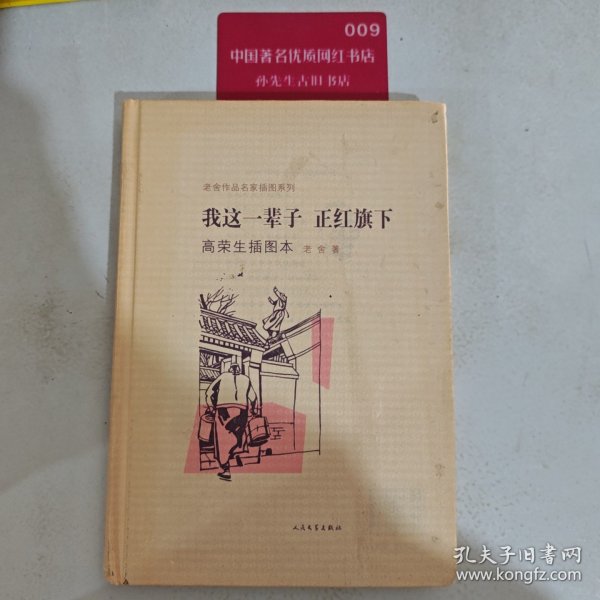 009
中国著名优质网红书店
孙先生古旧书店
老舍作品名家插图系列
我这一辈子 正红旗下
高荣生插图本 老舍 著
人民文学出版社
孔夫子旧书网
www.kongfz.com